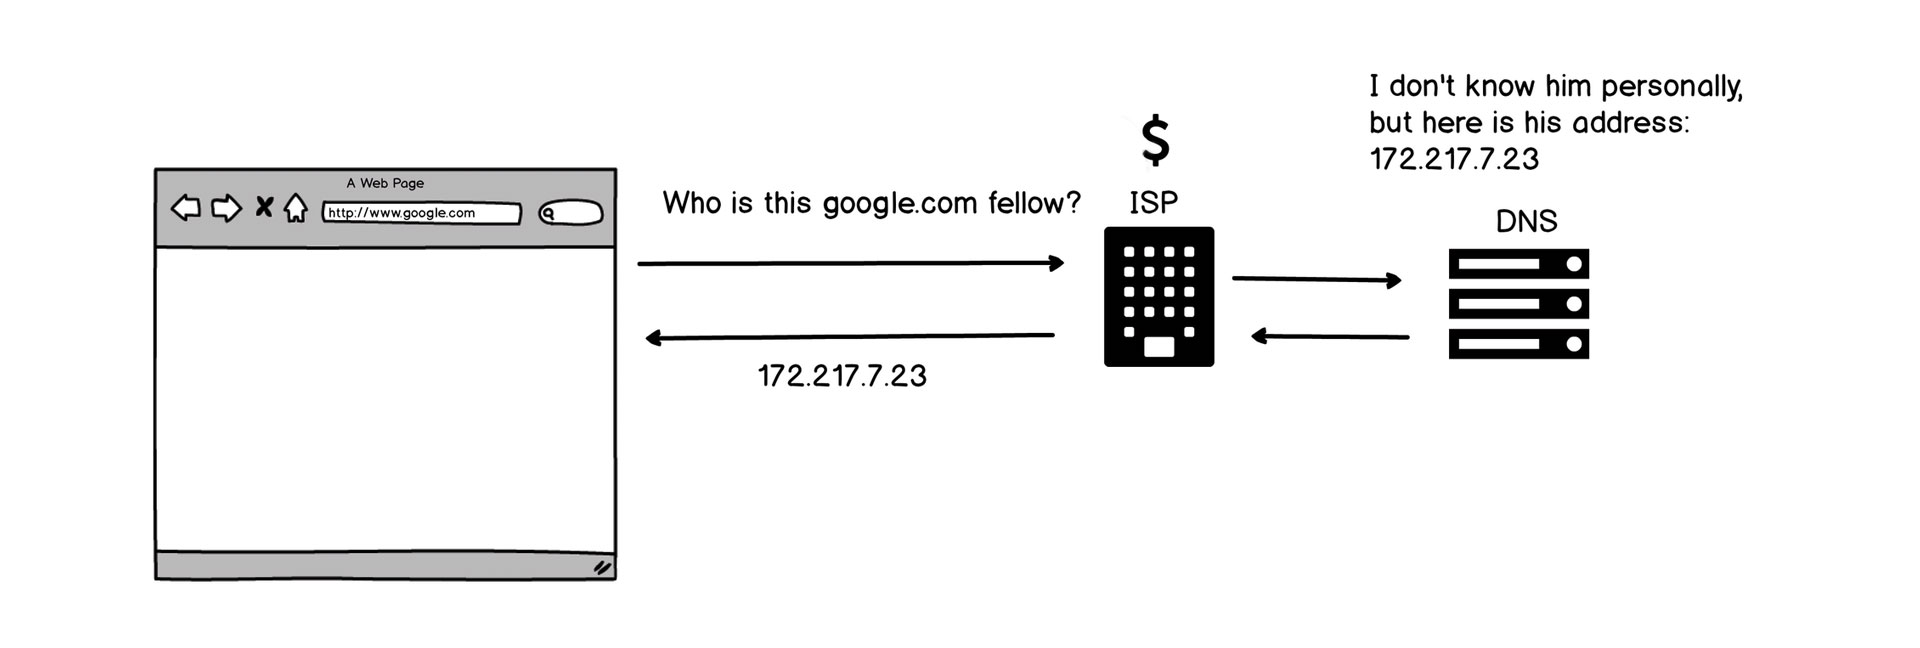 A Web Page
http://www.google.com
Who is this google.com fellow?
172.217.7.23
$
ISP
I don't know him personally,
but here is his address:
172.217.7.23
DNS